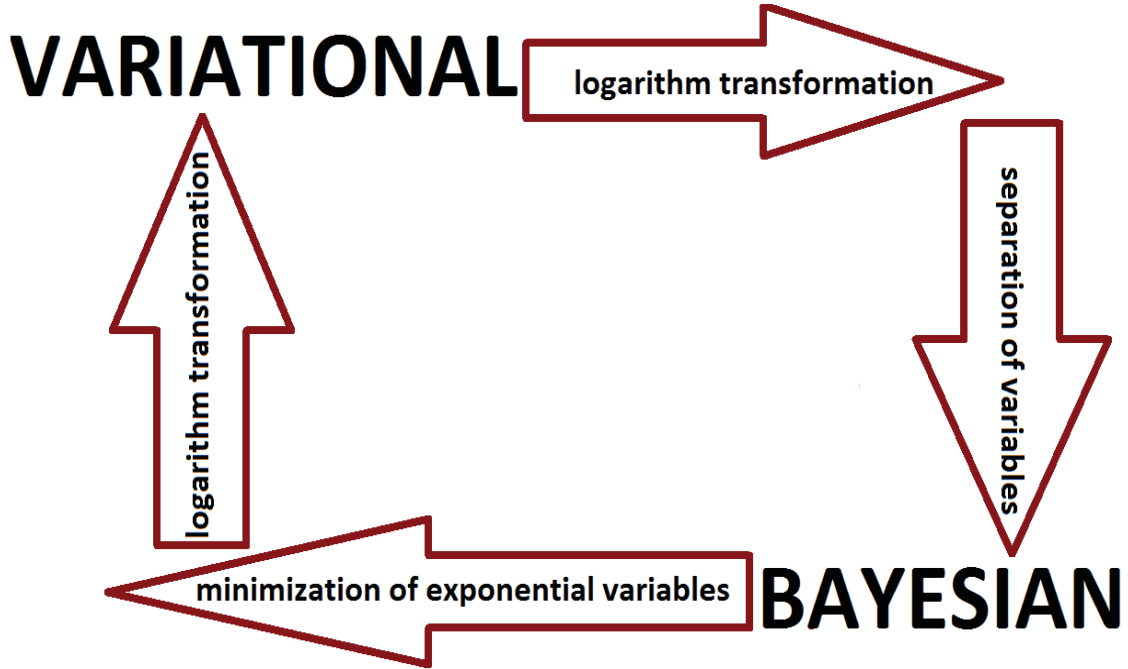 VARIATIONAL
logarithm transformation
separation of variables
BAYESIAN
minimization of exponential variables
logarithm transformation